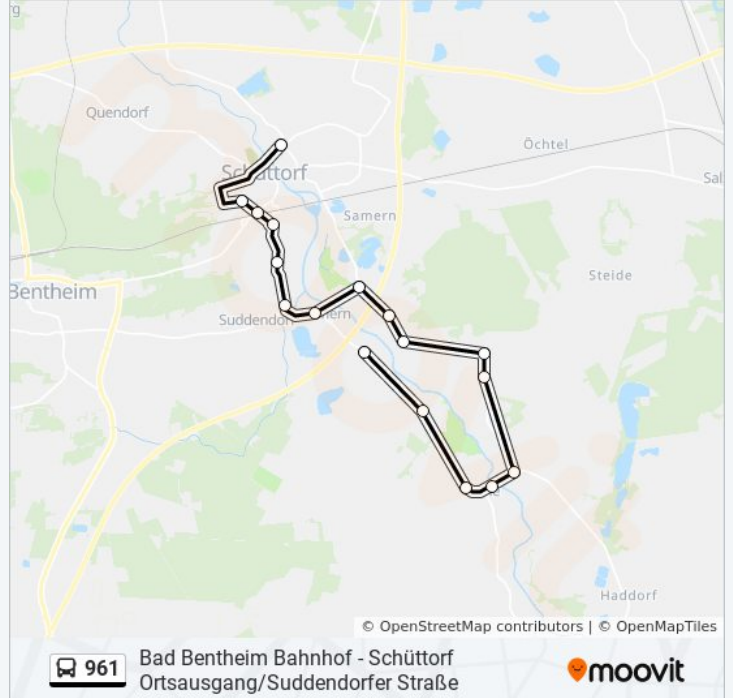 Quendorf
Öchtel
Schüttorf
Sal
Samern
Steide
Bentheim
Suddendorf
Haddorf
© OpenStreetMap contributors | © OpenMapTiles
961
Bad Bentheim Bahnhof - Schüttorf
Ortsausgang/Suddendorfer Straße
moovit